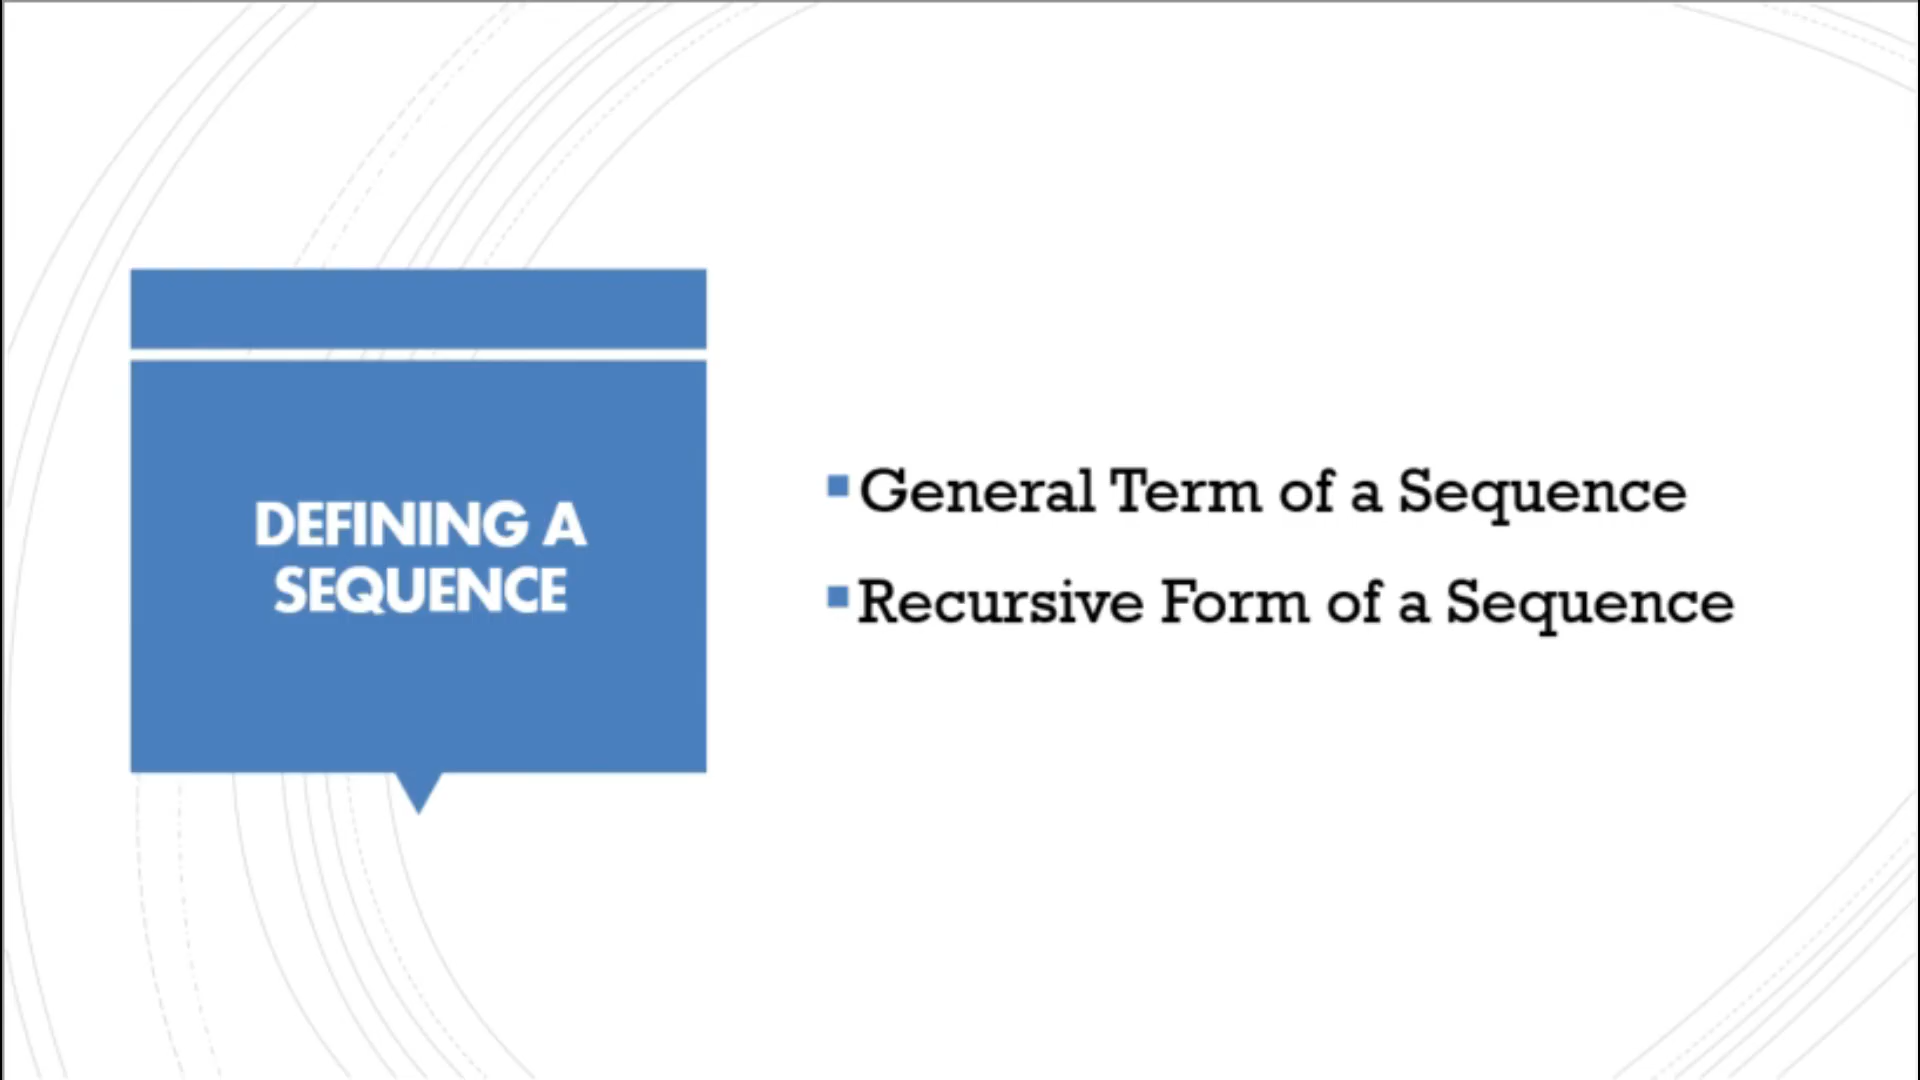 DEFINING A
SEQUENCE
General Term of a Sequence
Recursive Form of a Sequence